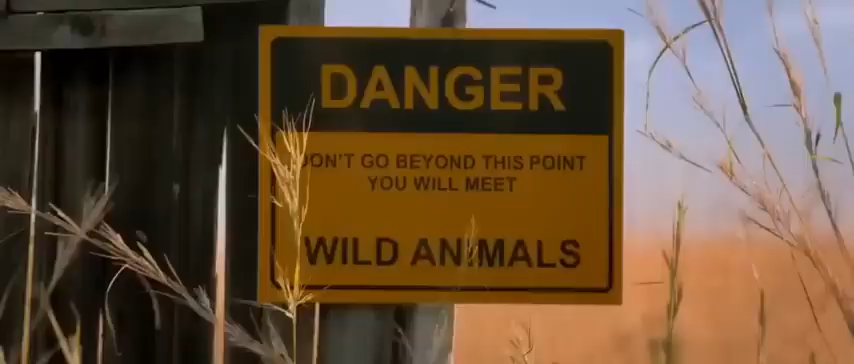 DANGER
DON'T GO BEYOND THIS POINT
YOU WILL MEET
WILD ANIMALS